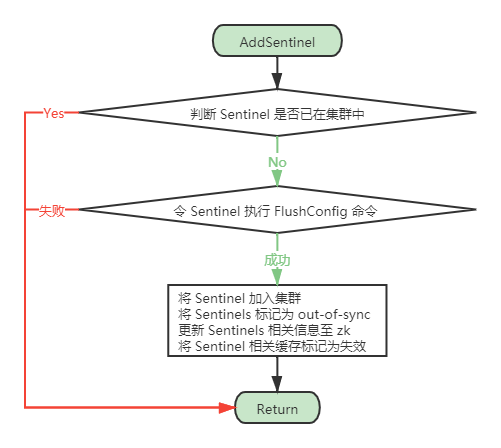 AddSentinel
判断 Sentinel 是否已在集群中
Yes
No
令 Sentinel 执行 FlushConfig 命令
失败
成功
将 Sentinel 加入集群
将 Sentinels 标记为 out-of-sync
更新 Sentinels 相关信息至 zk
将 Sentinel 相关缓存标记为失效
Return